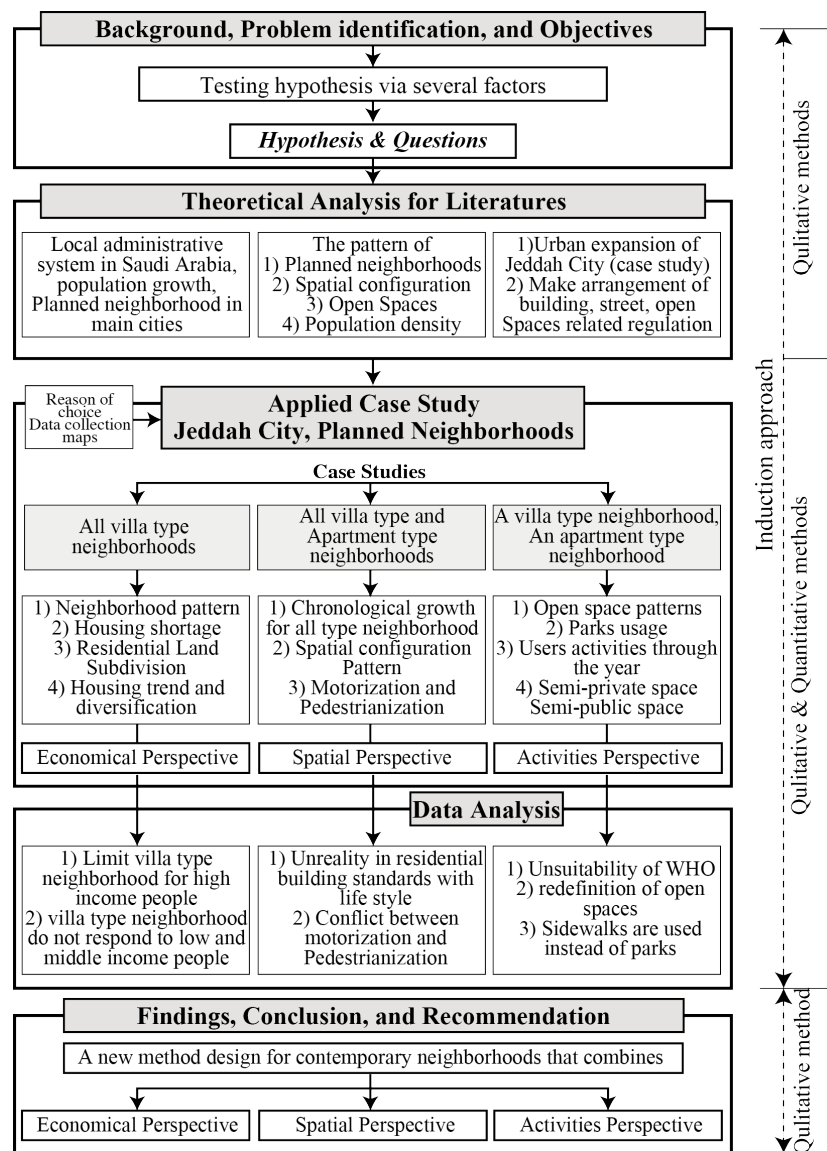 Background, Problem identification, and Objectives
Testing hypothesis via several factors
Hypothesis & Questions
Theoretical Analysis for Literatures
Local administrative
system in Saudi Arabia,
population growth,
Planned neighborhood in
main cities
The pattern of
1) Planned neighborhoods
2) Spatial configuration
3) Open Spaces
4) Population density
1)Urban expansion of
Jeddah City (case study)
2) Make arrangement of
building, street, open
Spaces related regulation
Reason of
choice
Data collection
maps
Applied Case Study
Jeddah City, Planned Neighborhoods
Case Studies
All villa type
neighborhoods
All villa type and
Apartment type
neighborhoods
A villa type neighborhood,
An apartment type
neighborhood
1) Neighborhood pattern
2) Housing shortage
3) Residential Land
Subdivision
4) Housing trend and
diversification
1) Chronological growth
for all type neighborhood
2) Spatial configuration
Pattern
3) Motorization and
Pedestrianization
1) Open space patterns
2) Parks usage
3) Users activities through
the year
4) Semi-private space
Semi-public space
Economical Perspective
Spatial Perspective
Activities Perspective
Data Analysis
1) Limit villa type
neighborhood for high
income people
2) villa type neighborhood
do not respond to low and
middle income people
1) Unreality in residential
building standards with
life style
2) Conflict between
motorization and
Pedestrianization
1) Unsuitability of WHO
2) redefinition of open
spaces
3) Sidewalks are used
instead of parks
Findings, Conclusion, and Recommendation
A new method design for contemporary neighborhoods that combines
Economical Perspective
Spatial Perspective
Activities Perspective
Induction approach
Qulitative methods
Qulitative & Quantitative methods
Qulitative method